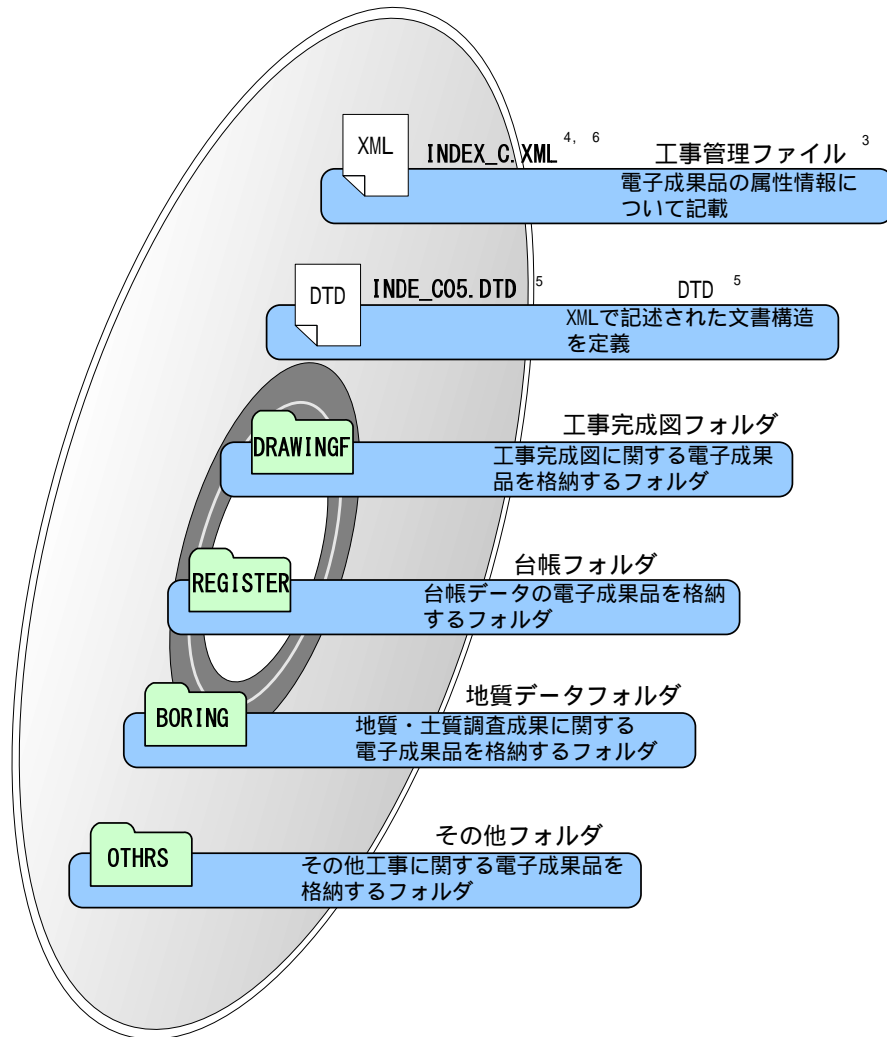 XML
INDEX_C.XML 4, 6 工事管理ファイル 3
電子成果品の属性情報に
ついて記載
DTD
INDE_C05.DTD 5 DTD 5
XMLで記述された文書構造
を定義
工事完成図フォルダ
DRAWINGF
工事完成図に関する電子成果
品を格納するフォルダ
台帳フォルダ
REGISTER
台帳データの電子成果品を格納
するフォルダ
地質データフォルダ
BORING
地質・土質調査成果に関する
電子成果品を格納するフォルダ
その他フォルダ
OTHRS
その他工事に関する電子成果品を
格納するフォルダ